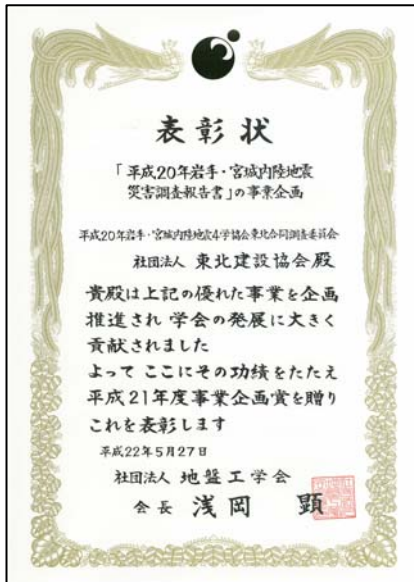 表彰状
「平成20年岩手・宮城内陸地震
災害調査報告書」の事業企画
平成20年岩手・宮城内陸地震4学協会東北合同調査委員会
社団法人 東北建設協会殿
貴殿は上記の優れた事業を企画
推進され 学会の発展に大きく
貢献されました
よって ここにその功績をたたえ
平成21年度事業企画賞を贈り
これを表彰します
平成22年5月27日
社団法人 地盤工学会
会長 浅岡 顕